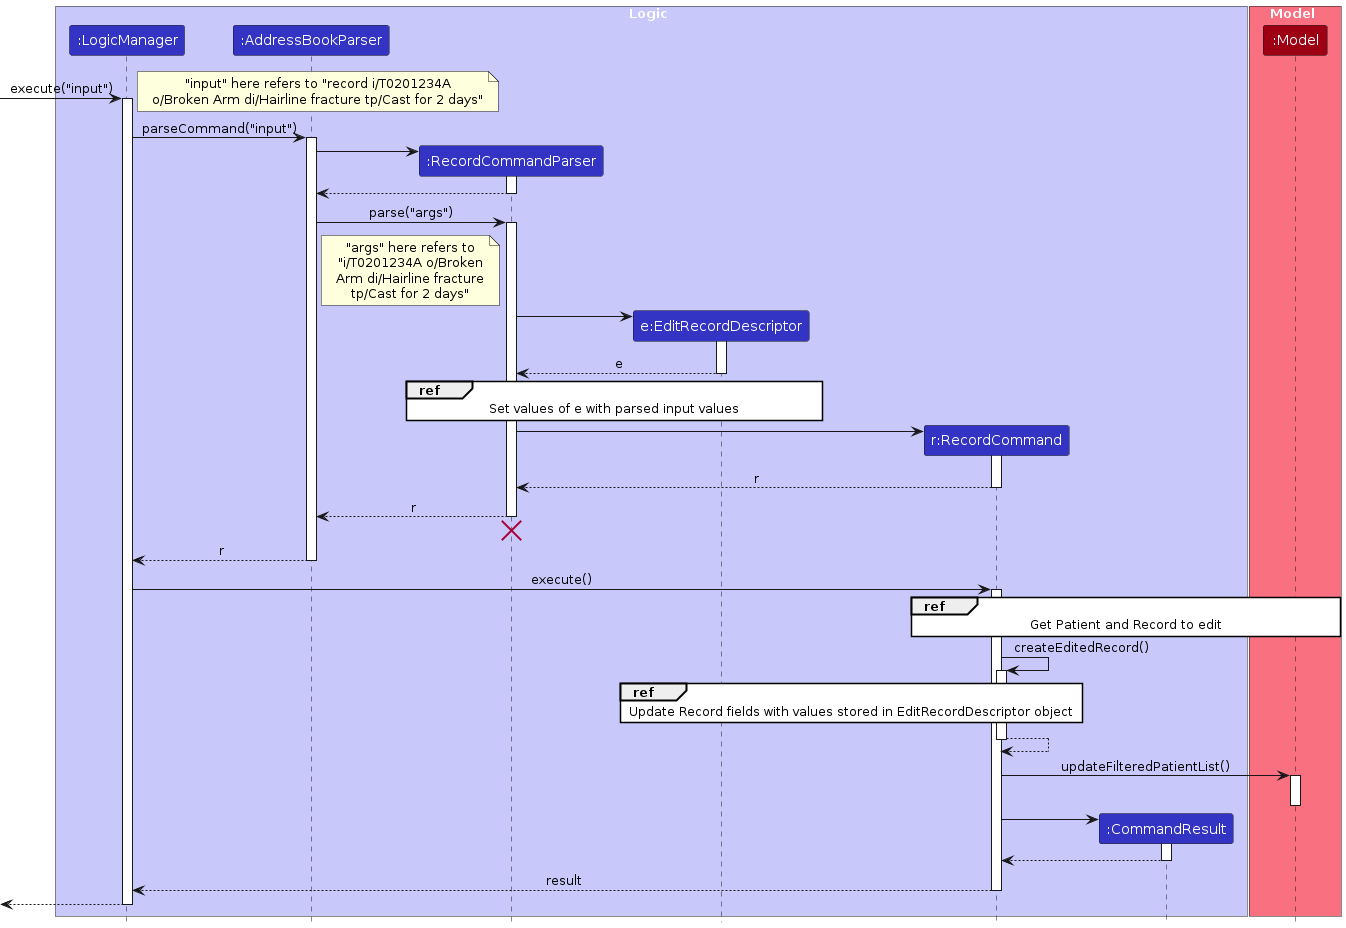 Logic
Model
:LogicManager
:AddressBookParser
:Model
execute("input")
"input" here refers to "record i/T0201234A
o/Broken Arm di/Hairline fracture tp/Cast for 2 days"
parseCommand("input")
:RecordCommandParser
parse("args")
"args" here refers to
"i/T0201234A o/Broken
Arm di/Hairline fracture
tp/Cast for 2 days"
e:EditRecordDescriptor
e
ref
Set values of e with parsed input values
r:RecordCommand
r
r
r
execute()
ref
Get Patient and Record to edit
createEditedRecord()
ref
Update Record fields with values stored in EditRecordDescriptor object
updateFilteredPatientList()
:CommandResult
result